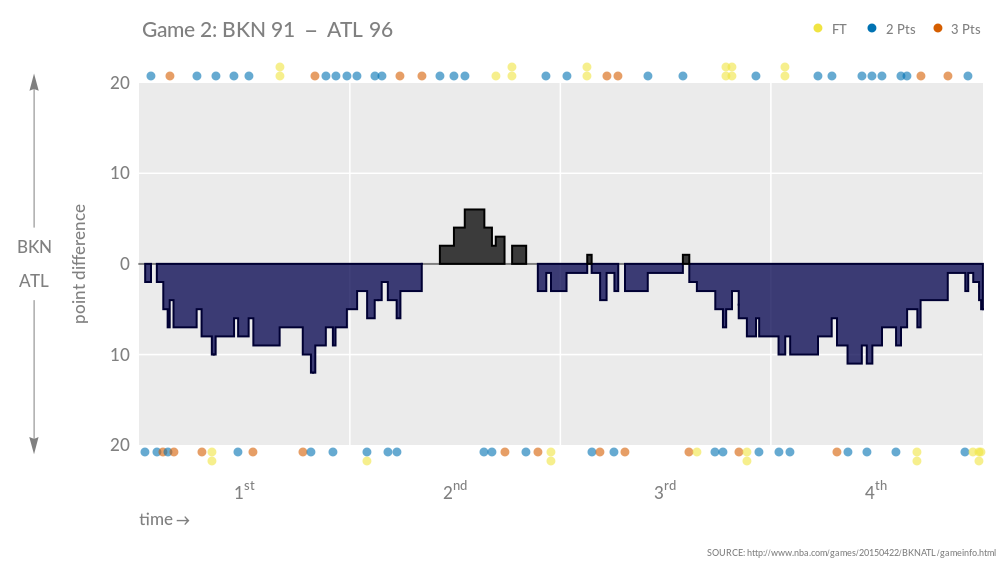 Game 2: BKN 91 – ATL 96
FT 2 Pts 3 Pts
20
10
0
10
20
BKN
ATL
point difference
1st 2nd 3rd 4th
time→
SOURCE: http://www.nba.com/games/20150422/BKNATL/gameinfo.html